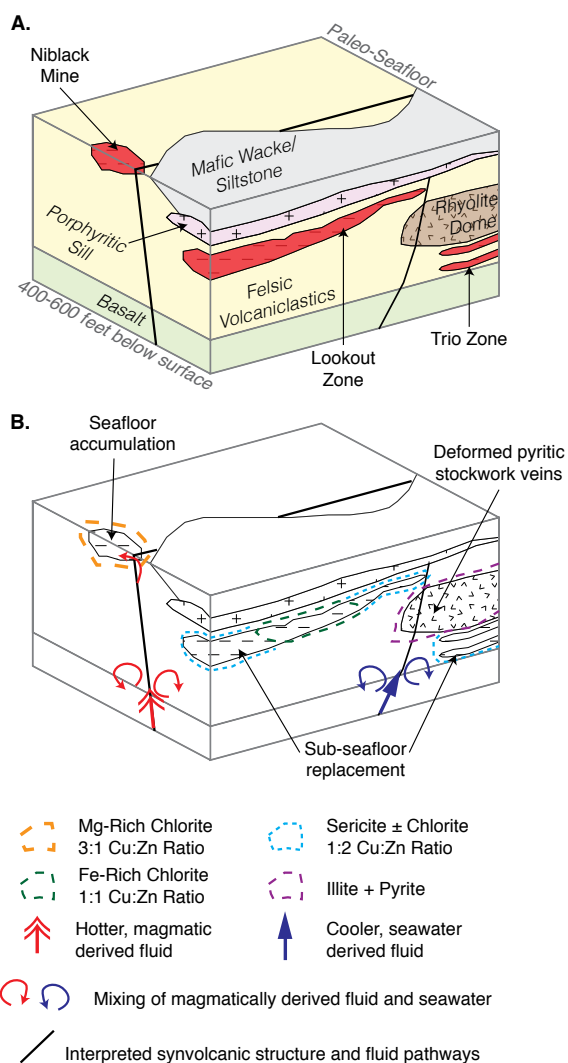 A.
Niblack
Mine
Paleo-Seafloor
Mafic Wacke/
Siltstone
Porphyritic
Sill
Rhyolite
Dome
Felsic
Volcaniclastics
Basalt
400-600 feet below surface
Lookout
Zone
Trio Zone
B.
Seafloor
accumulation
Deformed pyritic
stockwork veins
Sub-seafloor
replacement
Mg-Rich Chlorite
3:1 Cu:Zn Ratio
Sericite ± Chlorite
1:2 Cu:Zn Ratio
Fe-Rich Chlorite
1:1 Cu:Zn Ratio
Illite + Pyrite
Hotter, magmatic
derived fluid
Cooler, seawater
derived fluid
Mixing of magmatically derived fluid and seawater
Interpreted synvolcanic structure and fluid pathways